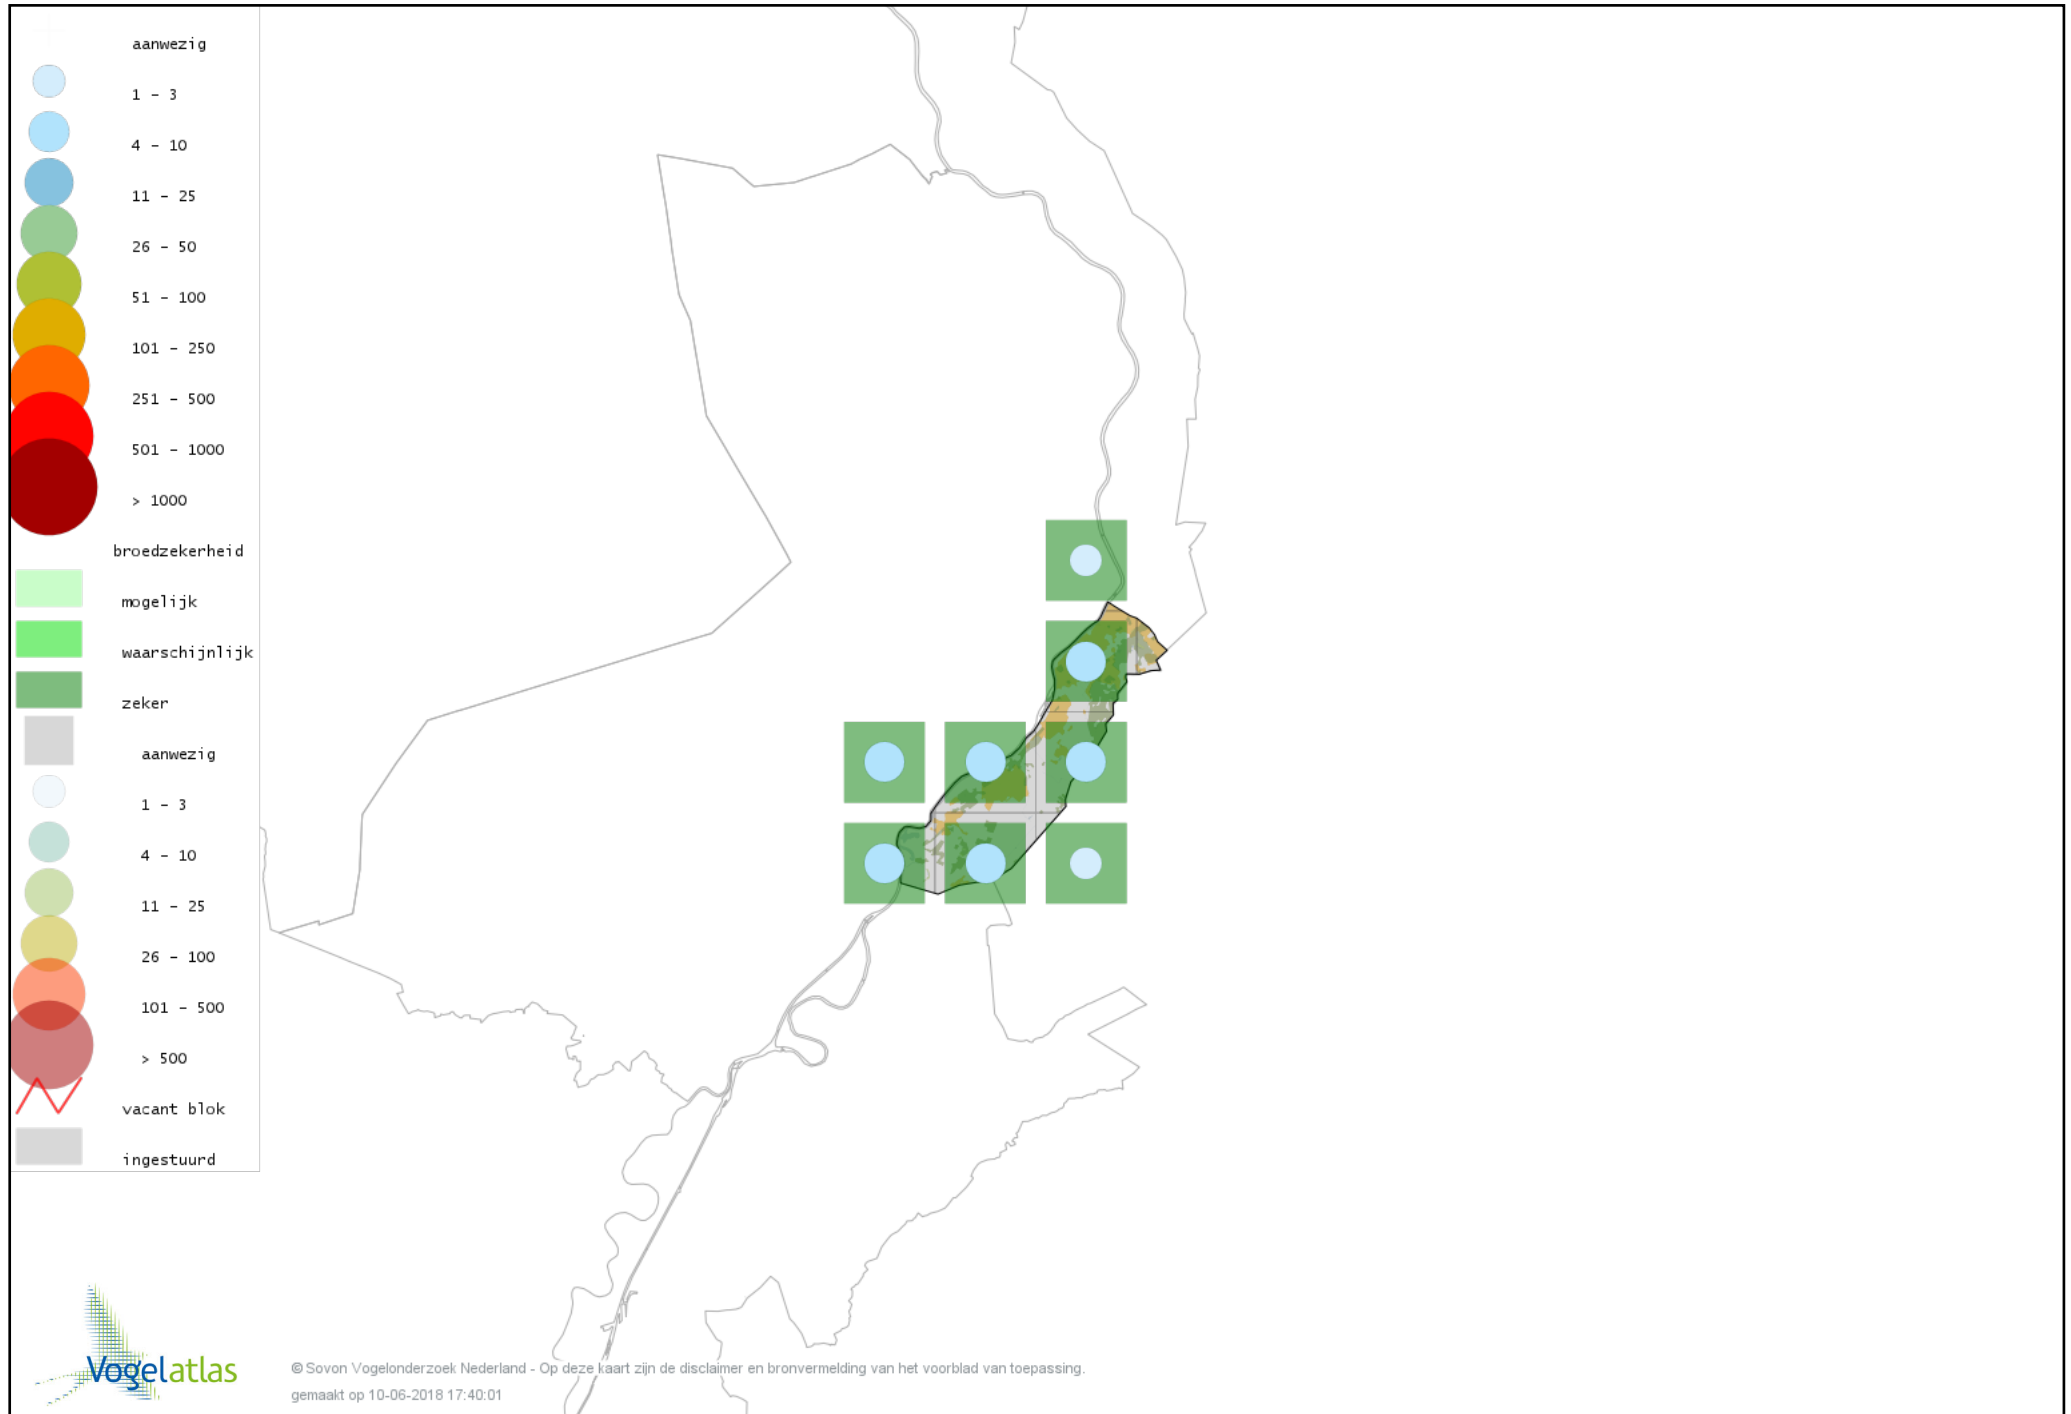 aanwezig
1 - 3
4 - 10
11 - 25
26 - 50
51 - 100
101 - 250
251 - 500
501 - 1000
> 1000
broedzekerheid
mogelijk
waarschijnlijk
zeker
aanwezig
1 - 3
4 - 10
11 - 25
26 - 100
101 - 500
> 500
vacant blok
ingestuurd
Vogelatlas
© Sovon Vogelonderzoek Nederland - Op deze kaart zijn de disclaimer en bronvermelding van het voorblad van toepassing.
gemaakt op 10-06-2018 17:40:01